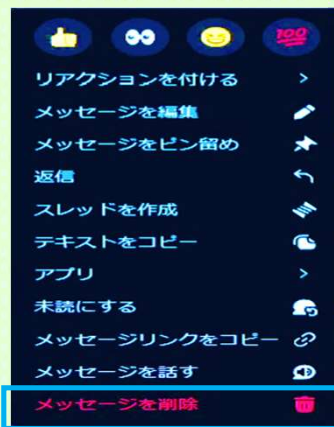 100
リアクションを付ける
メッセージを編集
メッセージをピン留め
返信
スレッドを作成
テキストをコピー
アプリ
未読にする
メッセージリンクをコピー
メッセージを話す
メッセージを削除